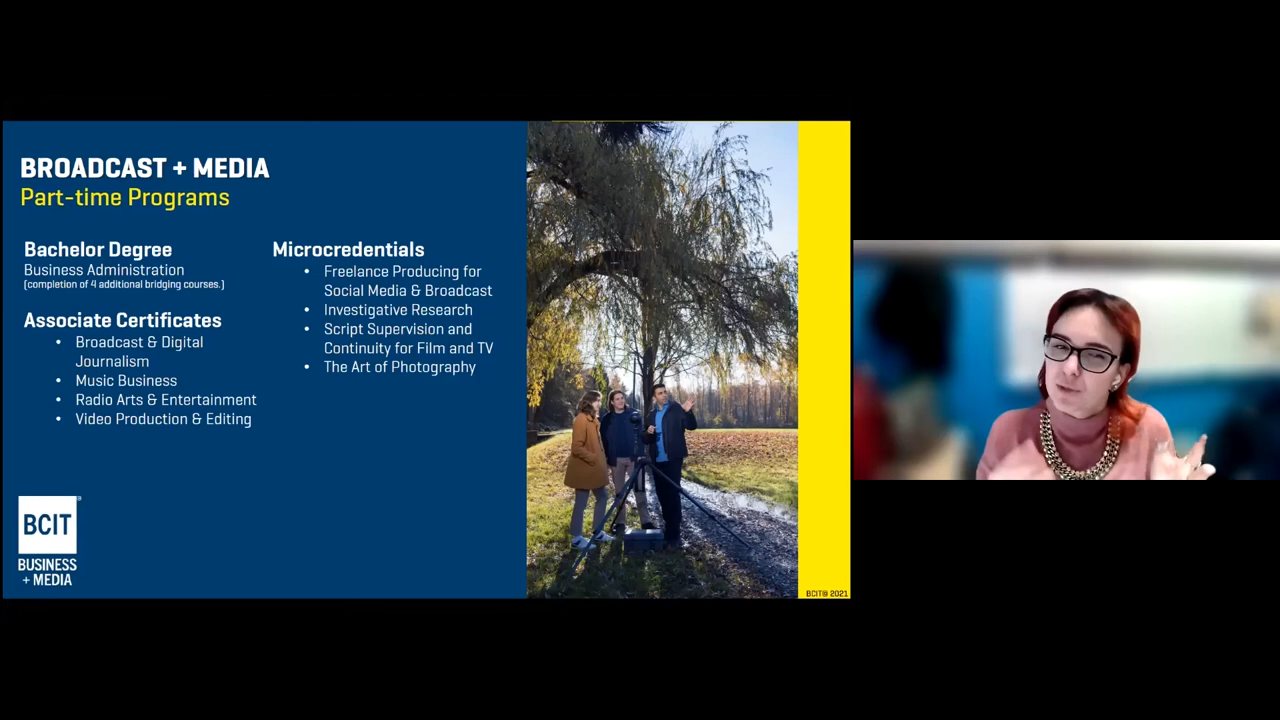 BROADCAST + MEDIA
Part-time Programs
Bachelor Degree
Business Administration
(completion of 4 additional bridging courses.)
Associate Certificates
• Broadcast & Digital
Journalism
• Music Business
• Radio Arts & Entertainment
• Video Production & Editing
Microcredentials
• Freelance Producing for
Social Media & Broadcast
• Investigative Research
• Script Supervision and
Continuity for Film and TV
• The Art of Photography
BCIT®
BUSINESS
+ MEDIA
BCIT© 2021